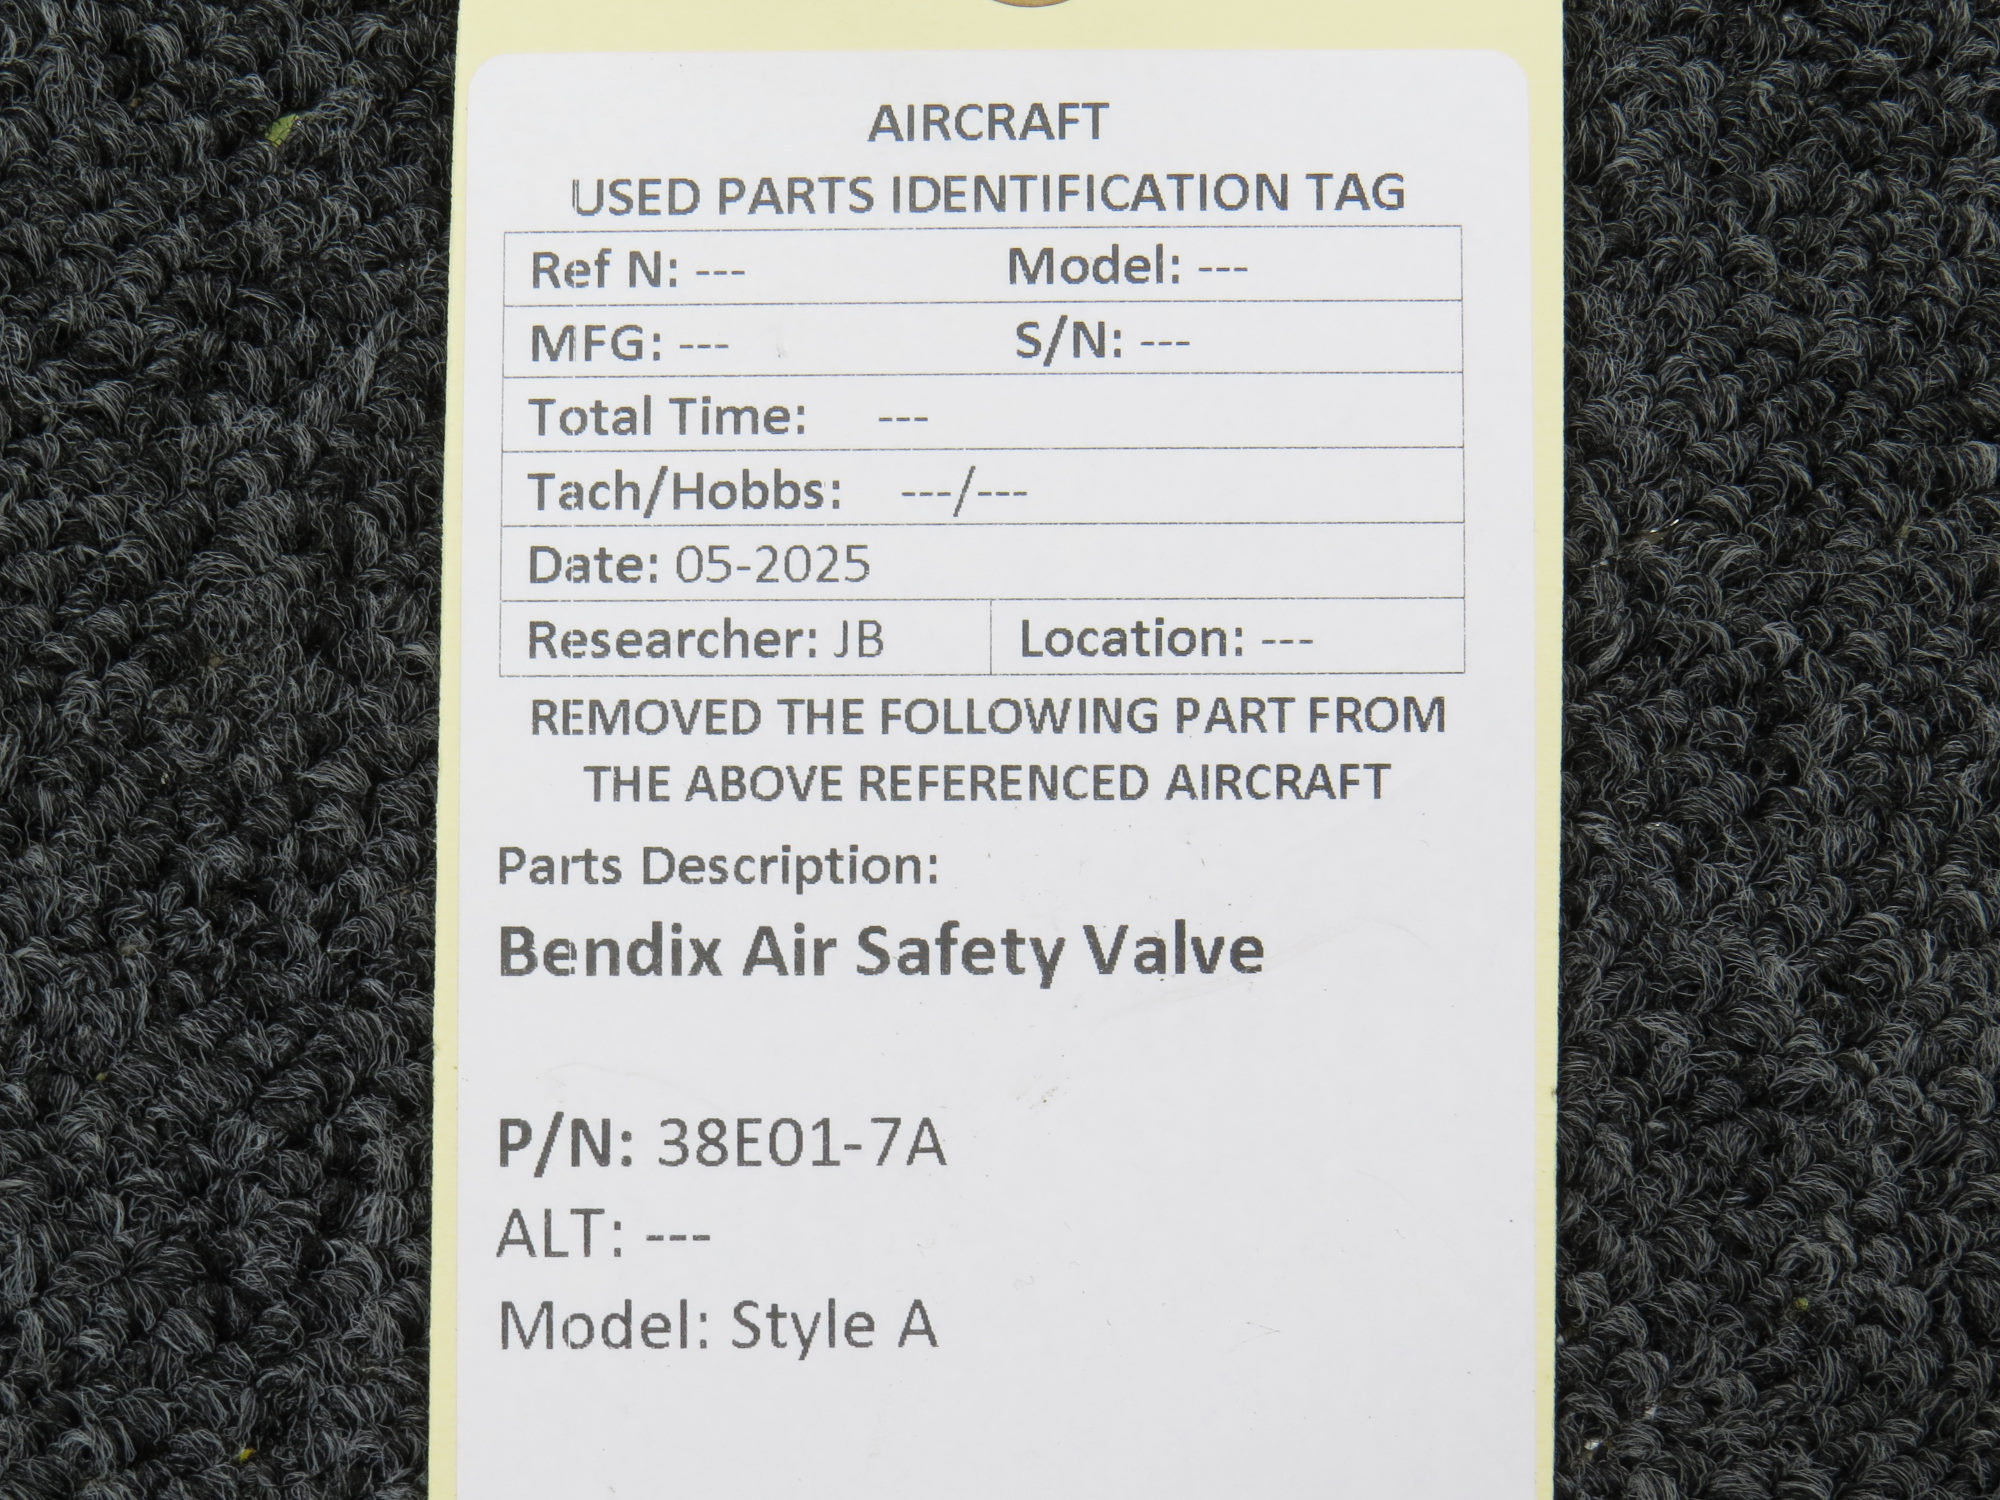 AIRCRAFT
USED PARTS IDENTIFICATION TAG
Ref N: --- Model: ---
MFG: --- S/N: ---
Total Time: ---
Tach/Hobbs: ---/---
Date: 05-2025
Researcher: JB Location: ---
REMOVED THE FOLLOWING PART FROM
THE ABOVE REFERENCED AIRCRAFT
Parts Description:
Bendix Air Safety Valve
P/N: 38E01-7A
ALT: ---
Model: Style A